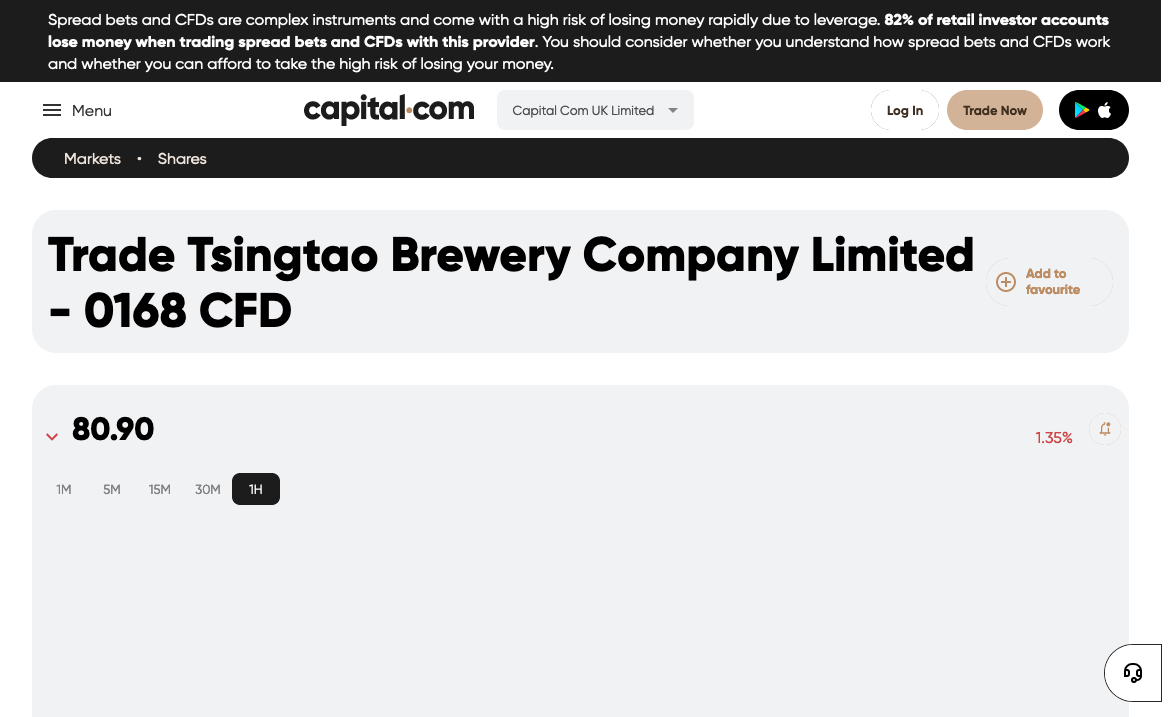 Spread bets and CFDs are complex instruments and come with a high risk of losing money rapidly due to leverage. 82% of retail investor accounts
lose money when trading spread bets and CFDs with this provider. You should consider whether you understand how spread bets and CFDs work
and whether you can afford to take the high risk of losing your money.
Menu
capital.com
Capital Com UK Limited
Log In
Trade Now
Markets • Shares
Trade Tsingtao Brewery Company Limited
- 0168 CFD
Add to
favourite
80.90
1.35%
1M 5M 15M 30M 1H